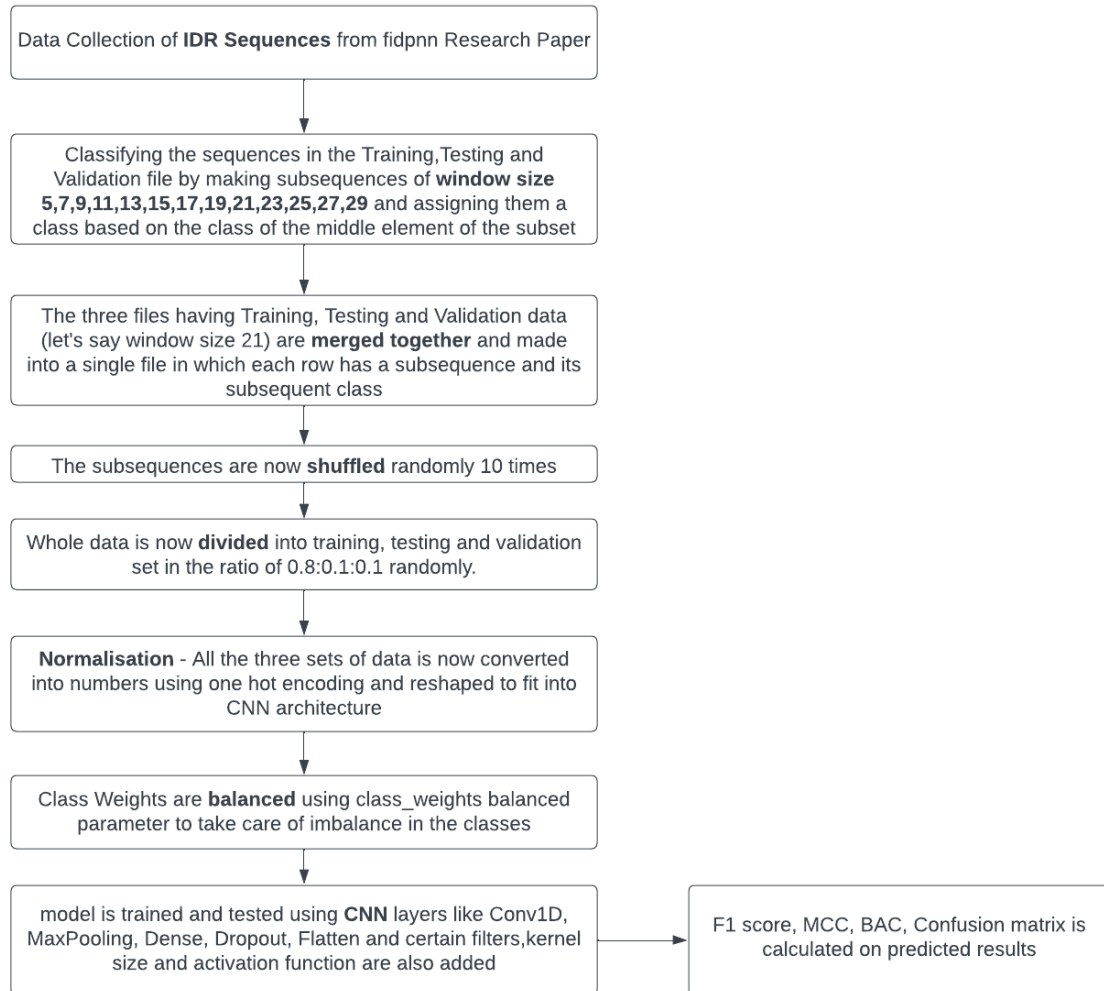 Data Collection of IDR Sequences from fidpnn Research Paper
Classifying the sequences in the Training,Testing and
Validation file by making subsequences of window size
5,7,9,11,13,15,17,19,21,23,25,27,29 and assigning them a
class based on the class of the middle element of the subset
The three files having Training, Testing and Validation data
(let's say window size 21) are merged together and made
into a single file in which each row has a subsequence and its
subsequent class
The subsequences are now shuffled randomly 10 times
Whole data is now divided into training, testing and validation
set in the ratio of 0.8:0.1:0.1 randomly.
Normalisation - All the three sets of data is now converted
into numbers using one hot encoding and reshaped to fit into
CNN architecture
Class Weights are balanced using class_weights balanced
parameter to take care of imbalance in the classes
model is trained and tested using CNN layers like Conv1D,
MaxPooling, Dense, Dropout, Flatten and certain filters,kernel
size and activation function are also added
F1 score, MCC, BAC, Confusion matrix is
calculated on predicted results